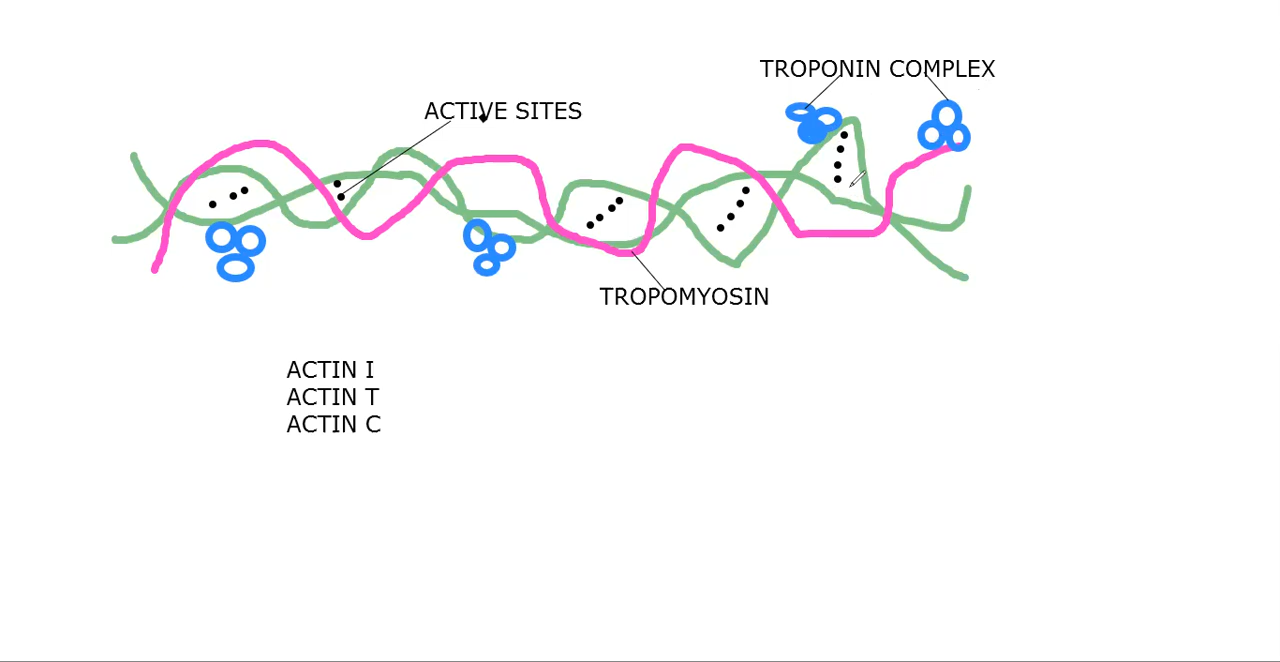 TROPONIN COMPLEX
ACTIVE SITES
TROPOMYOSIN
ACTIN I
ACTIN T
ACTIN C